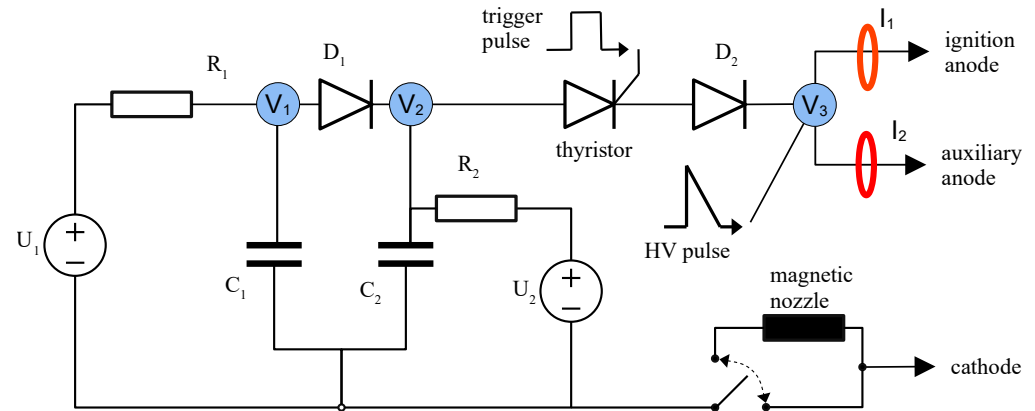 trigger
pulse
I₁
ignition
anode
R₁
D₁
D₂
V₁
V₂
V₃
thyristor
I₂
auxiliary
anode
R₂
U₁
+
−
HV pulse
C₁
C₂
U₂
+
−
magnetic
nozzle
cathode